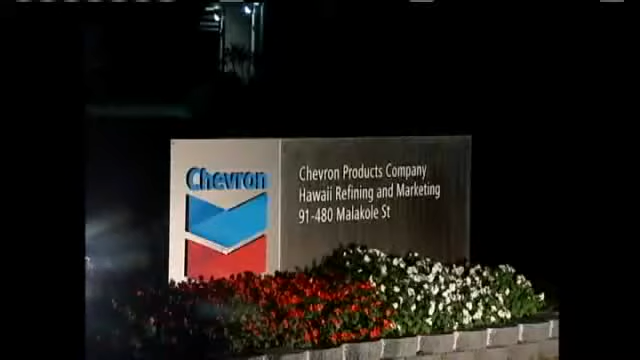 Chevron
Chevron Products Company
Hawaii Refining and Marketing
91-480 Malakole St